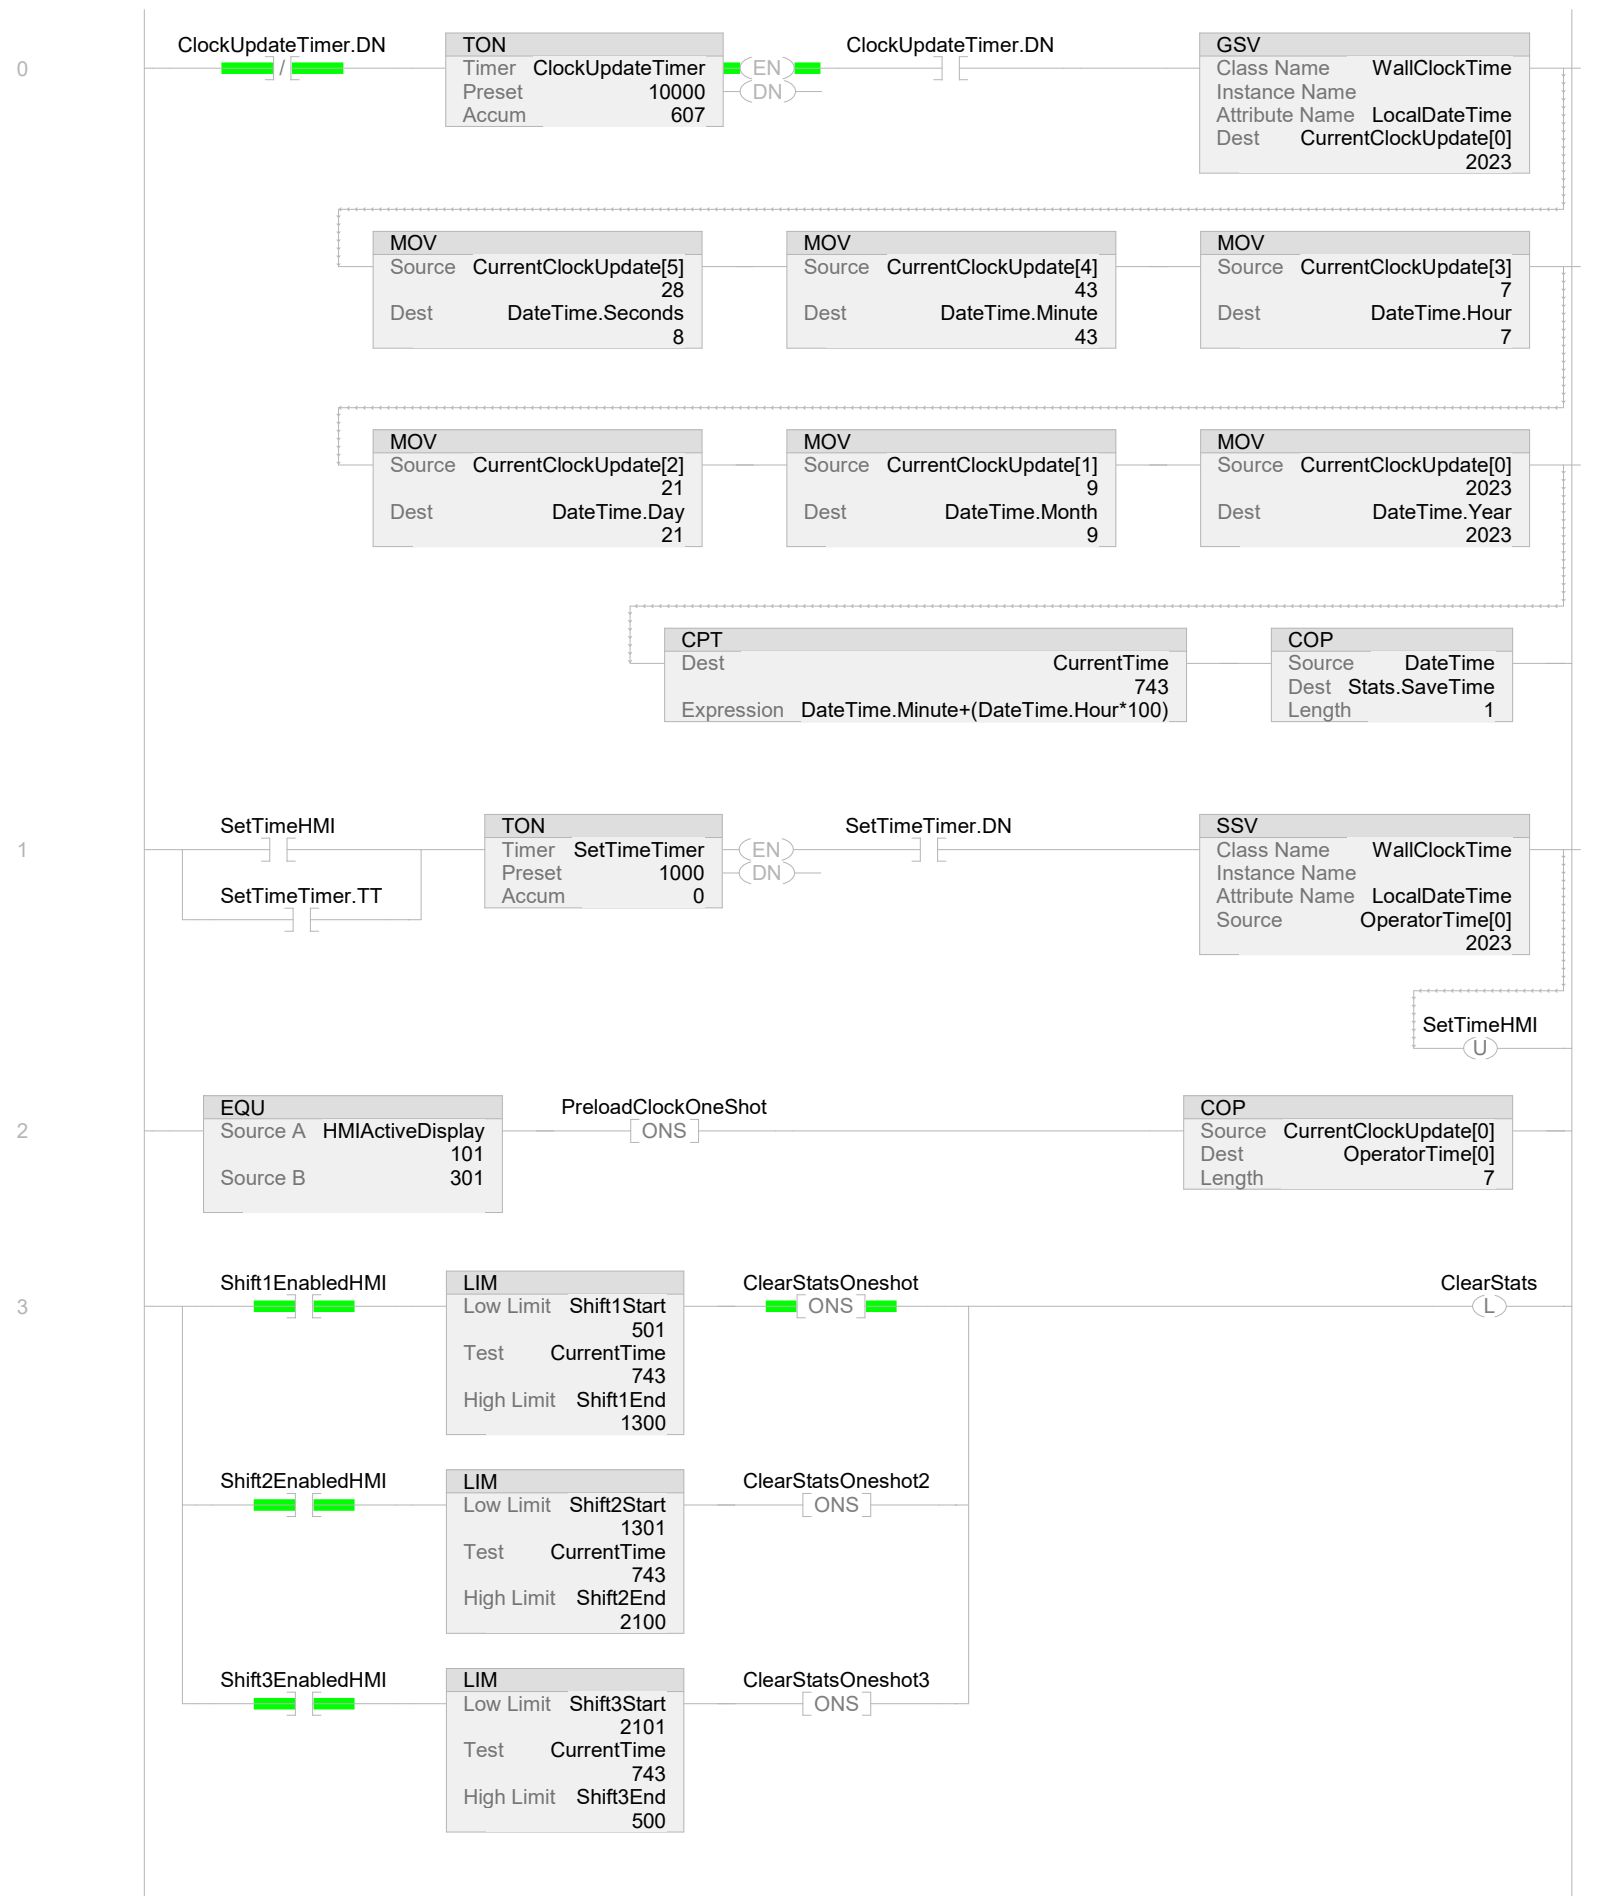 0
ClockUpdateTimer.DN
/
TON
Timer ClockUpdateTimer
Preset 10000
Accum 607
EN
DN
ClockUpdateTimer.DN
GSV
Class Name WallClockTime
Instance Name
Attribute Name LocalDateTime
Dest CurrentClockUpdate[0]
2023
MOV
Source CurrentClockUpdate[5]
28
Dest DateTime.Seconds
8
MOV
Source CurrentClockUpdate[4]
43
Dest DateTime.Minute
43
MOV
Source CurrentClockUpdate[3]
7
Dest DateTime.Hour
7
MOV
Source CurrentClockUpdate[2]
21
Dest DateTime.Day
21
MOV
Source CurrentClockUpdate[1]
9
Dest DateTime.Month
9
MOV
Source CurrentClockUpdate[0]
2023
Dest DateTime.Year
2023
CPT
Dest CurrentTime
743
Expression DateTime.Minute+(DateTime.Hour*100)
COP
Source DateTime
Dest Stats.SaveTime
Length 1
1
SetTimeHMI
SetTimeTimer.TT
TON
Timer SetTimeTimer
Preset 1000
Accum 0
EN
DN
SetTimeTimer.DN
SSV
Class Name WallClockTime
Instance Name
Attribute Name LocalDateTime
Source OperatorTime[0]
2023
SetTimeHMI
U
2
EQU
Source A HMIActiveDisplay
101
Source B 301
PreloadClockOneShot
ONS
COP
Source CurrentClockUpdate[0]
Dest OperatorTime[0]
Length 7
3
Shift1EnabledHMI
LIM
Low Limit Shift1Start
501
Test CurrentTime
743
High Limit Shift1End
1300
ClearStatsOneshot
ONS
ClearStats
L
Shift2EnabledHMI
LIM
Low Limit Shift2Start
1301
Test CurrentTime
743
High Limit Shift2End
2100
ClearStatsOneshot2
ONS
Shift3EnabledHMI
LIM
Low Limit Shift3Start
2101
Test CurrentTime
743
High Limit Shift3End
500
ClearStatsOneshot3
ONS